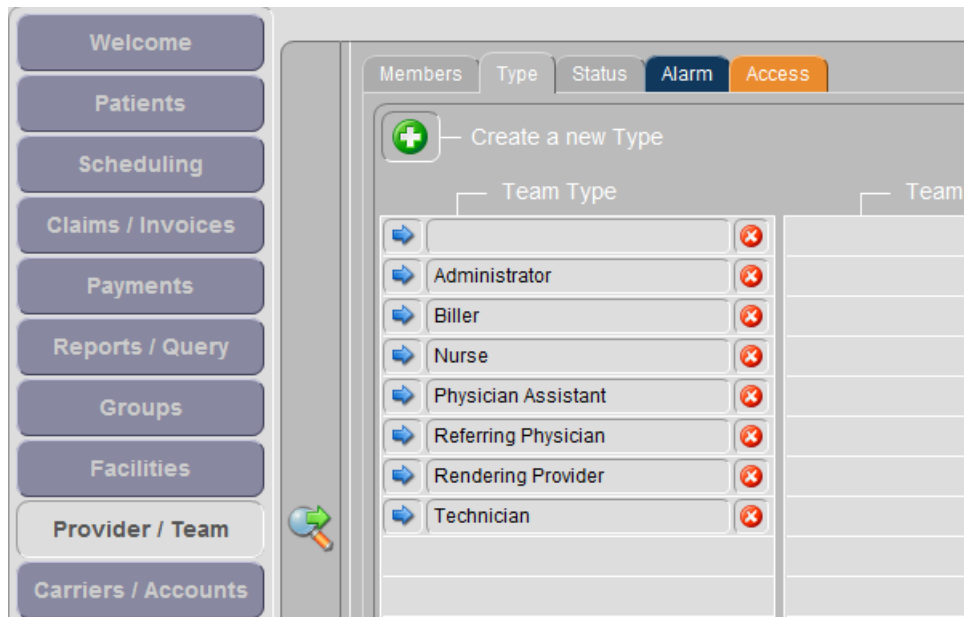 Welcome
Patients
Scheduling
Claims / Invoices
Payments
Reports / Query
Groups
Facilities
Provider / Team
Carriers / Accounts
Members Type Status Alarm Access
Create a new Type
Team Type Team
Administrator
Biller
Nurse
Physician Assistant
Referring Physician
Rendering Provider
Technician